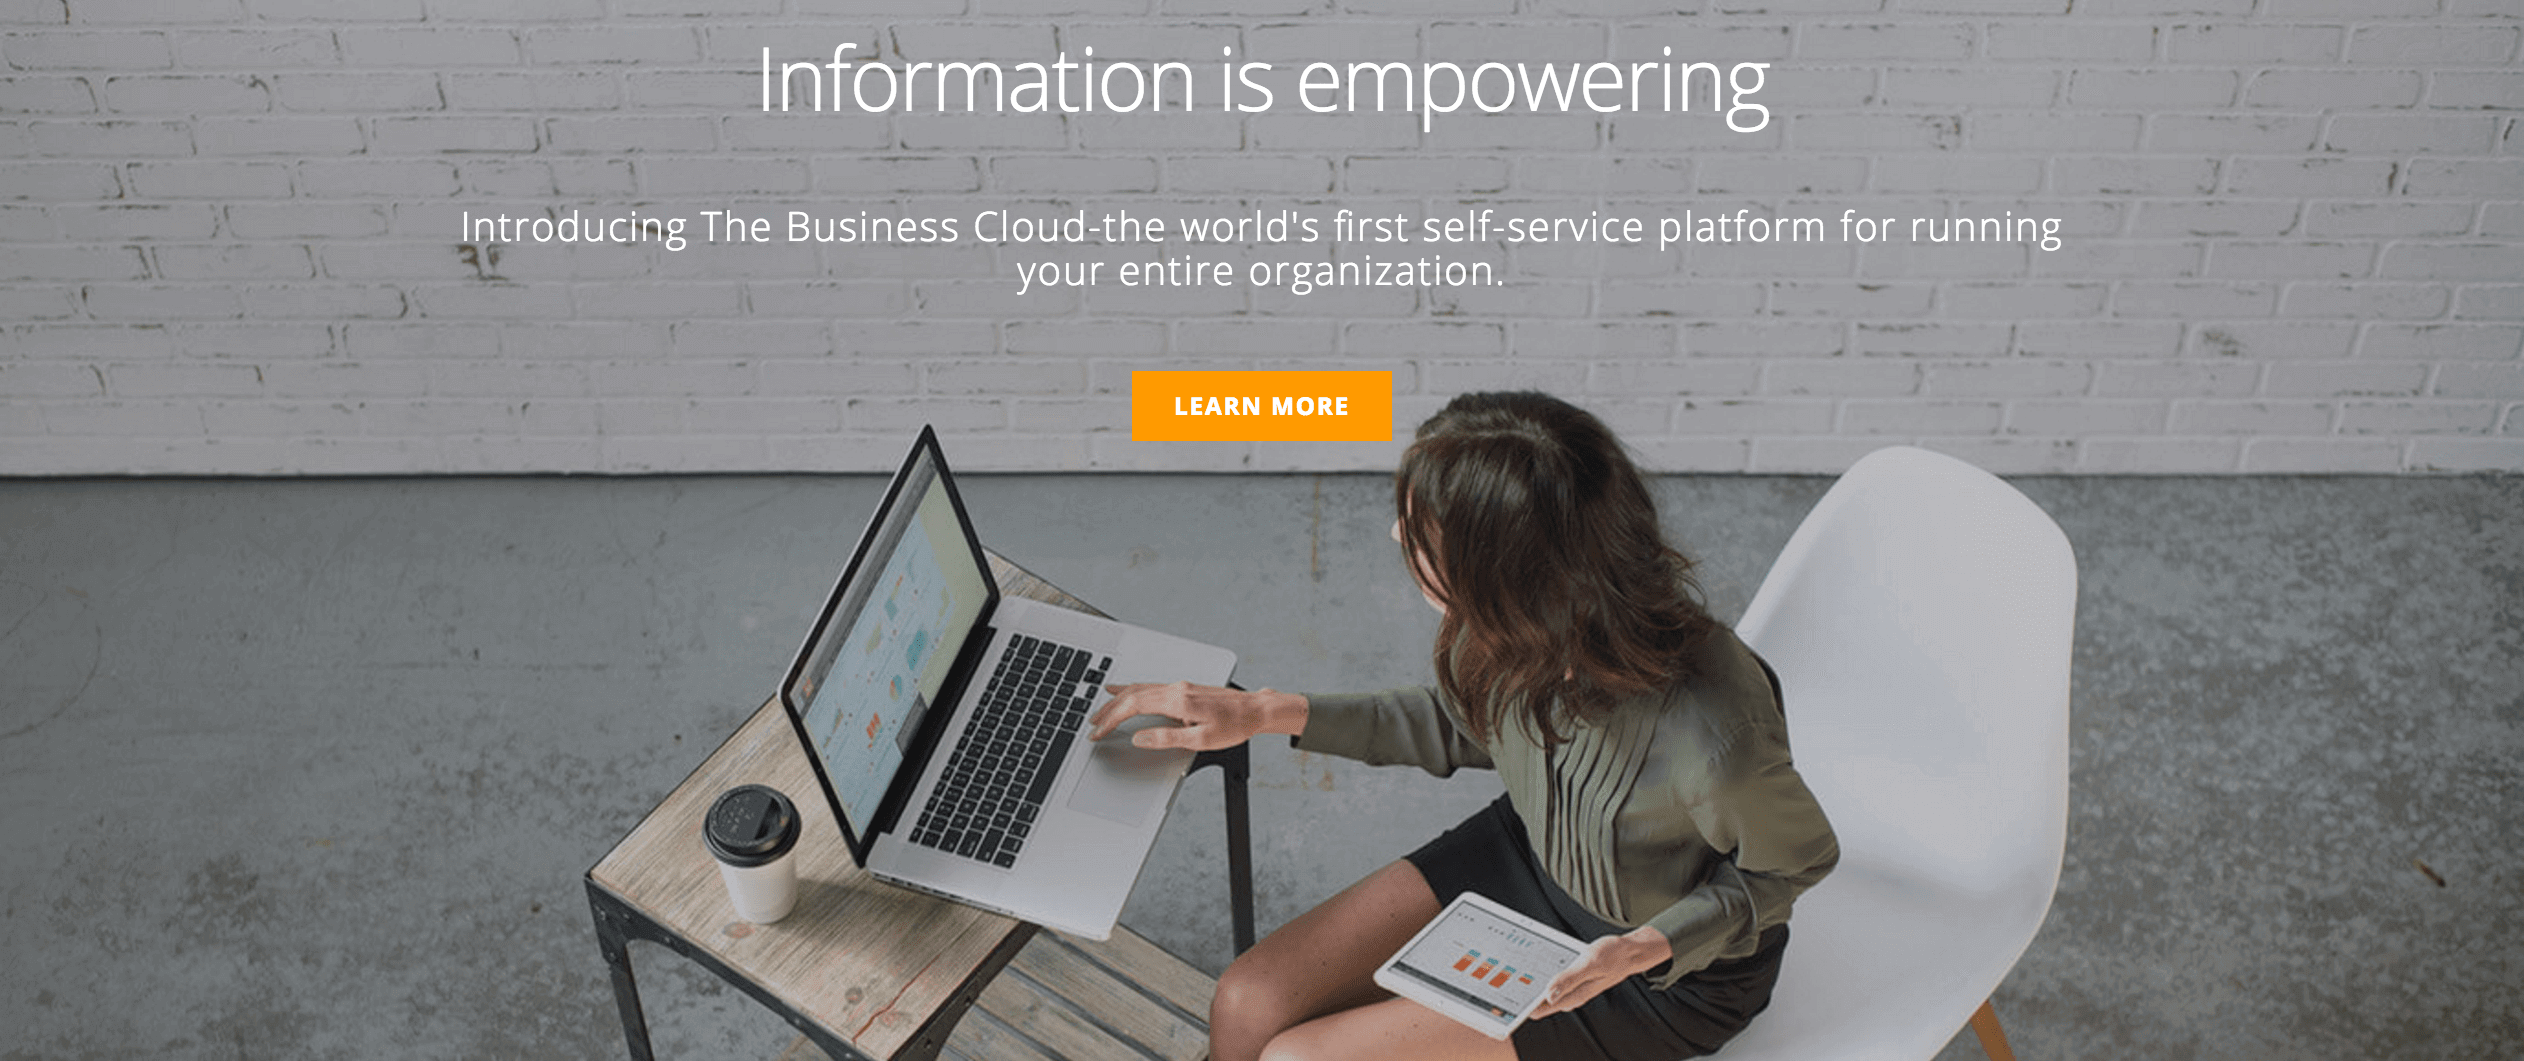 Information is empowering
Introducing The Business Cloud-the world's first self-service platform for running
your entire organization.
LEARN MORE